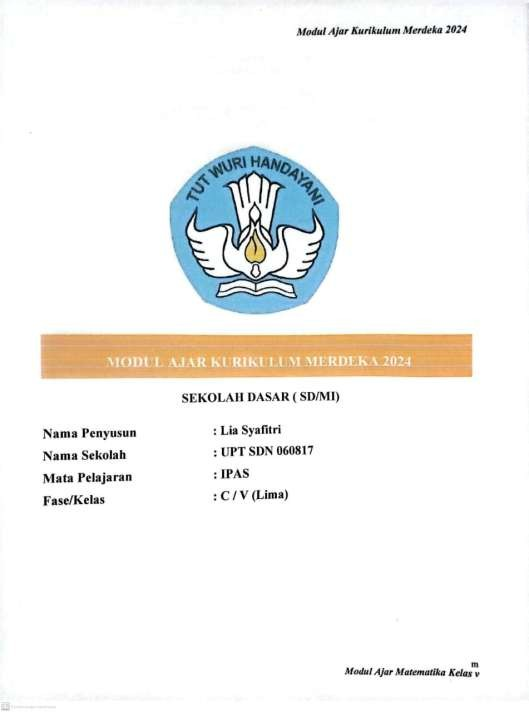 Modul Ajar Kurikulum Merdeka 2024
TUT WURI HANDAYANI
MODUL AJAR KURIKULUM MERDEKA 2024
SEKOLAH DASAR ( SD/MI)
Nama Penyusun : Lia Syafitri
Nama Sekolah : UPT SDN 060817
Mata Pelajaran : IPAS
Fase/Kelas : C / V (Lima)
m
Modul Ajar Matematika Kelas v